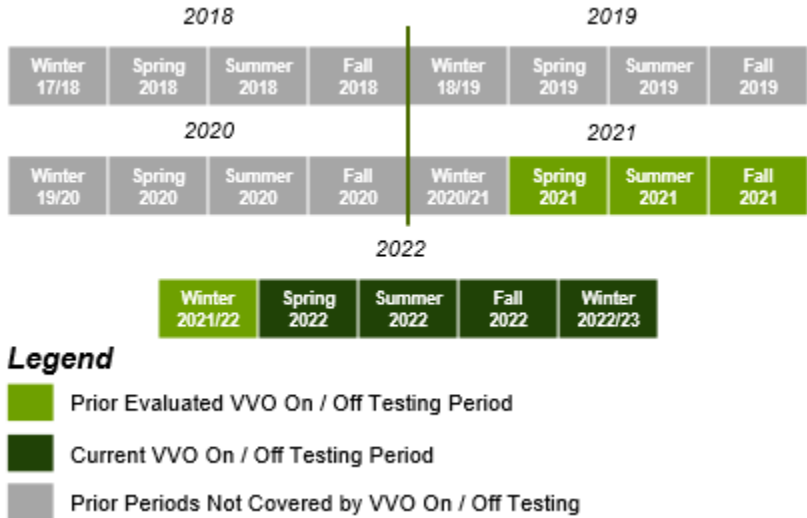 2018 2019
Winter Spring Summer Fall Winter Spring Summer Fall
17/18 2018 2018 2018 18/19 2019 2019 2019
2020 2021
Winter Spring Summer Fall Winter Spring Summer Fall
19/20 2020 2020 2020 2020/21 2021 2021 2021
2022
Winter Spring Summer Fall Winter
2021/22 2022 2022 2022 2022/23
Legend
Prior Evaluated VVO On / Off Testing Period
Current VVO On / Off Testing Period
Prior Periods Not Covered by VVO On / Off Testing